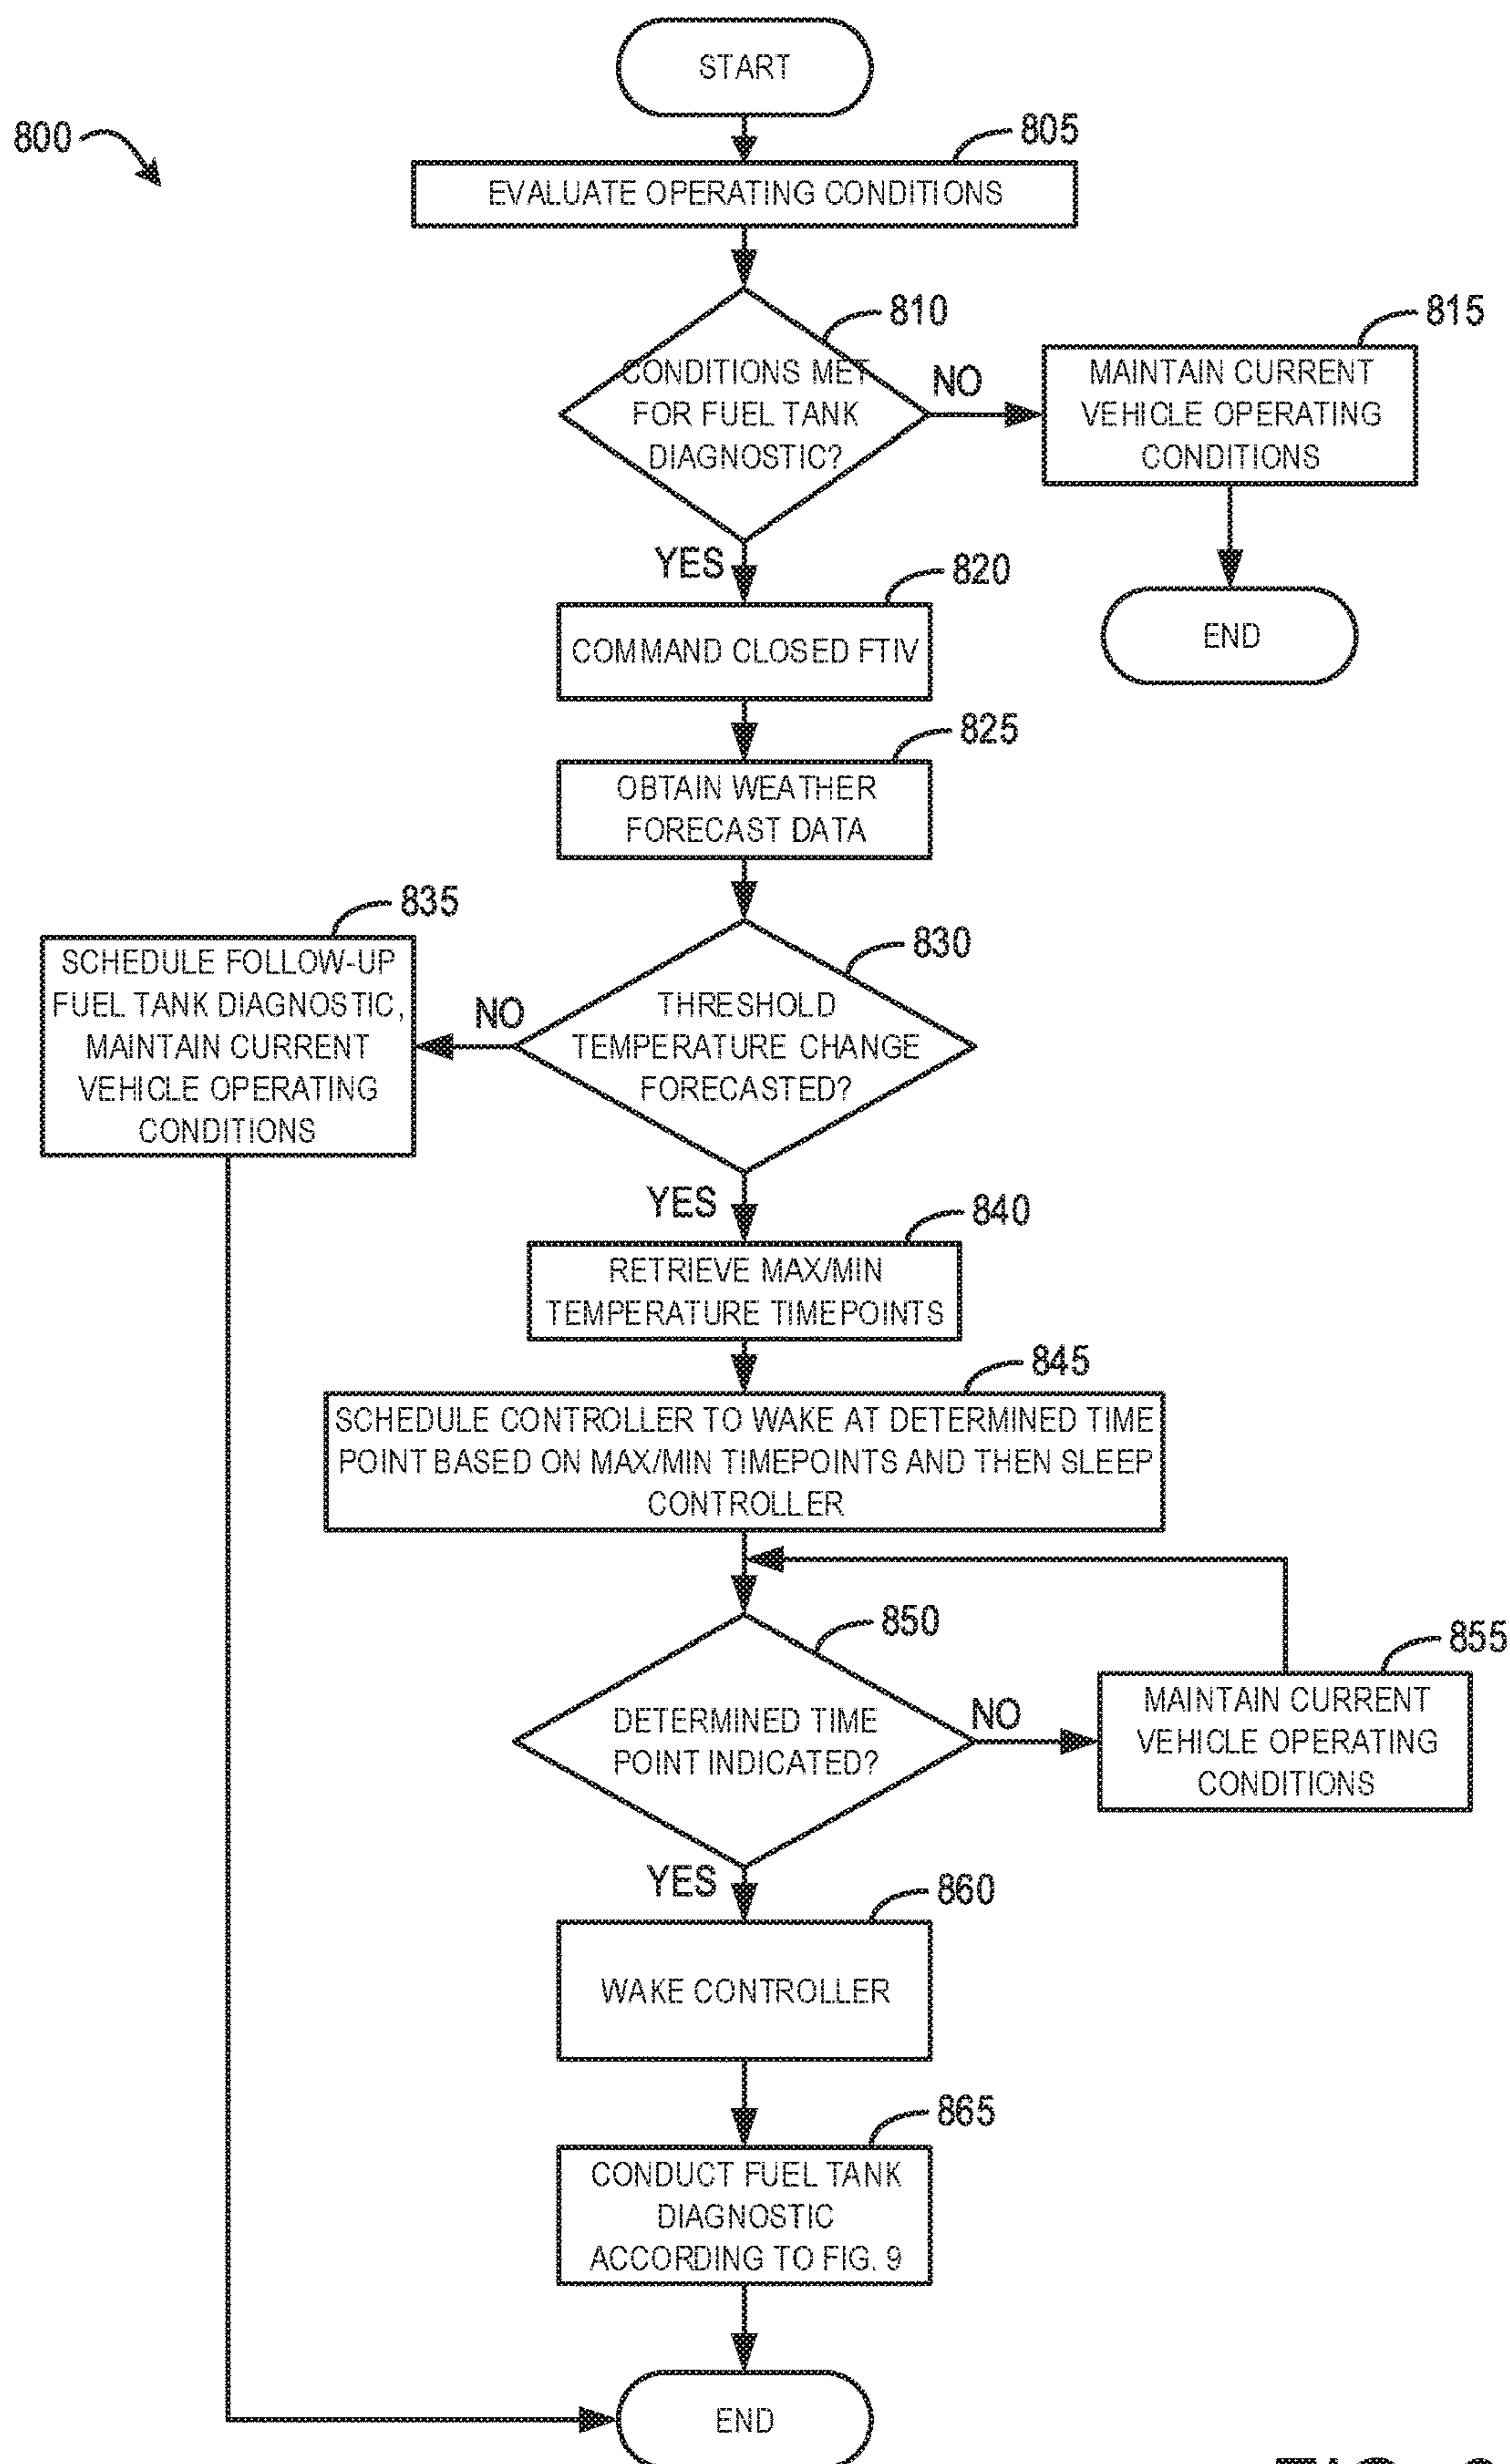 START
800
805
EVALUATE OPERATING CONDITIONS
810
CONDITIONS MET
FOR FUEL TANK
DIAGNOSTIC?
NO
815
MAINTAIN CURRENT
VEHICLE OPERATING
CONDITIONS
END
YES
820
COMMAND CLOSED FTIV
825
OBTAIN WEATHER
FORECAST DATA
830
THRESHOLD
TEMPERATURE CHANGE
FORECASTED?
NO
835
SCHEDULE FOLLOW-UP
FUEL TANK DIAGNOSTIC,
MAINTAIN CURRENT
VEHICLE OPERATING
CONDITIONS
YES
840
RETRIEVE MAX/MIN
TEMPERATURE TIMEPOINTS
845
SCHEDULE CONTROLLER TO WAKE AT DETERMINED TIME
POINT BASED ON MAX/MIN TIMEPOINTS AND THEN SLEEP
CONTROLLER
850
DETERMINED TIME
POINT INDICATED?
NO
855
MAINTAIN CURRENT
VEHICLE OPERATING
CONDITIONS
YES
860
WAKE CONTROLLER
865
CONDUCT FUEL TANK
DIAGNOSTIC
ACCORDING TO FIG. 9
END